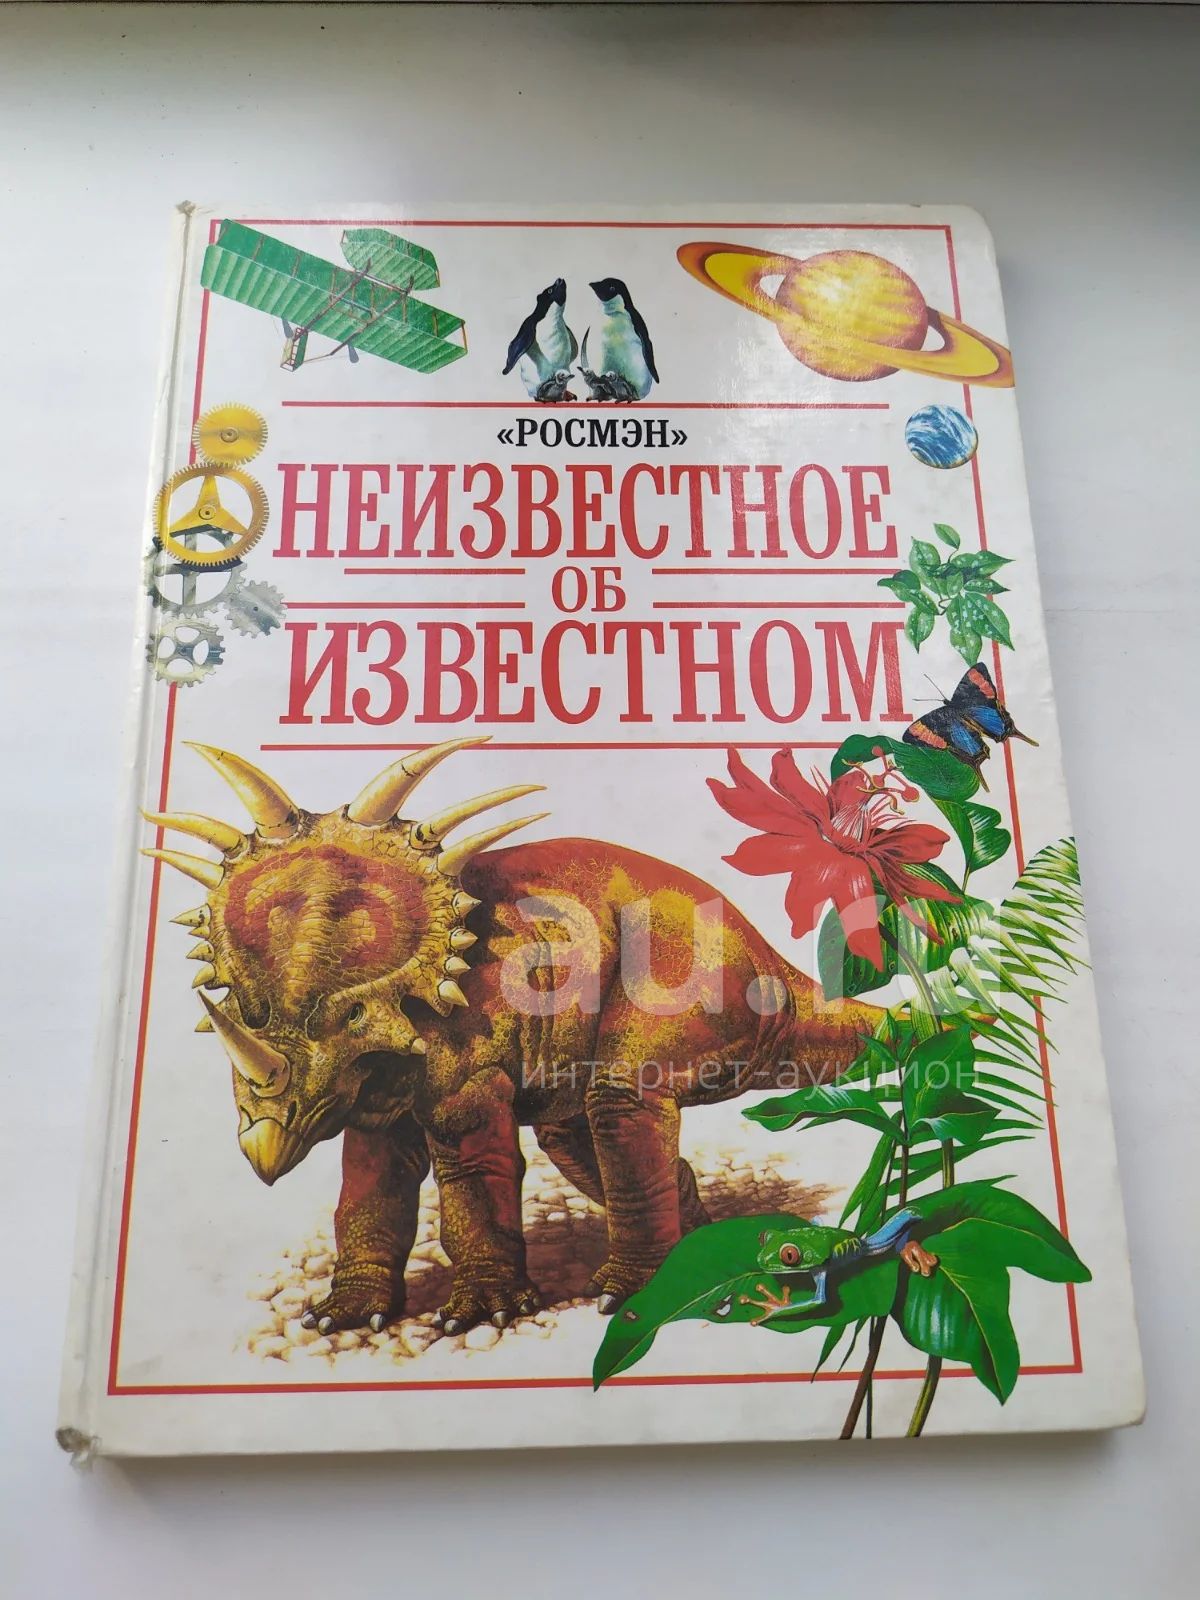 «РОСМЭН»
НЕИЗВЕСТНОЕ
ОБ
ИЗВЕСТНОМ
au.ru
интернет-аукцион